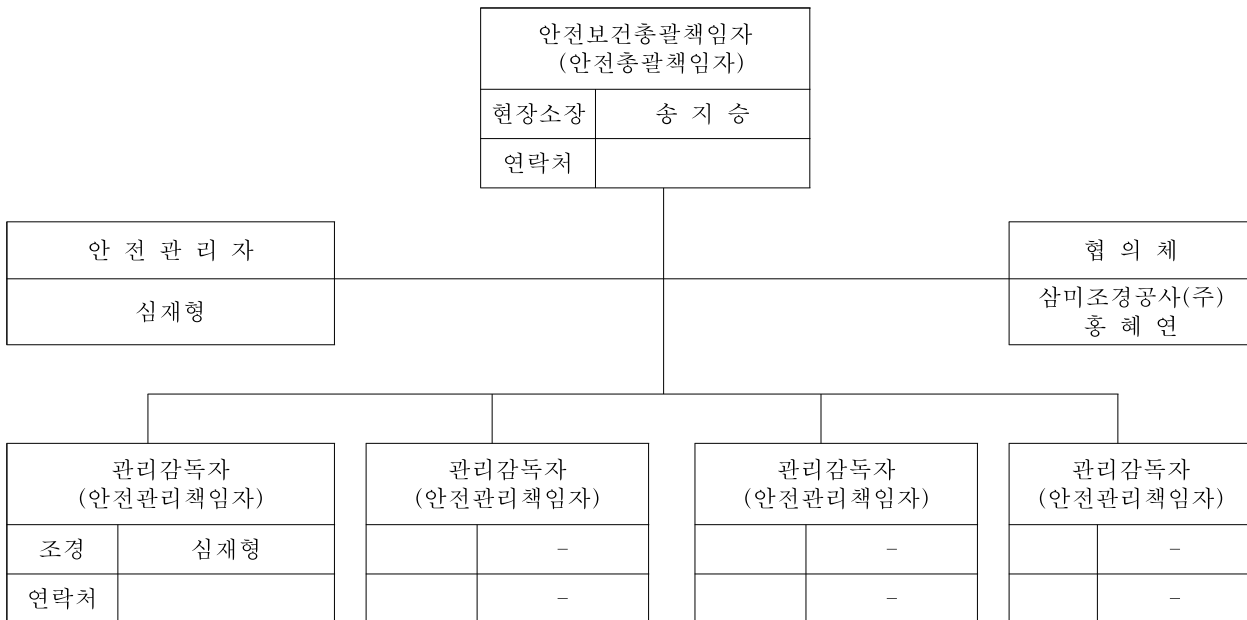 안전보건총괄책임자
(안전총괄책임자)
현장소장 송 지 승
연락처
안 전 관 리 자
심재형
협 의 체
삼미조경공사(주)
홍 혜 연
관리감독자
(안전관리책임자)
조경 심재형
연락처
관리감독자
(안전관리책임자)
–
–
관리감독자
(안전관리책임자)
–
–
관리감독자
(안전관리책임자)
–
–